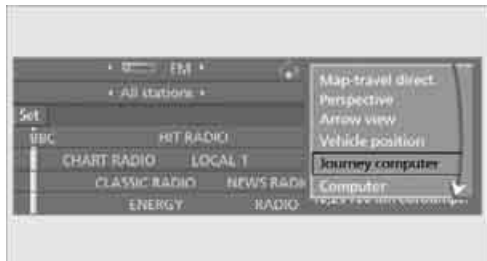 FM
All stations
Set
BBC HIT RADIO
CHART RADIO LOCAL 1
CLASSIC RADIO NEWS RADI
ENERGY RADIO
Map-travel direct.
Perspective
Arrow view
Vehicle position
Journey computer
Computer